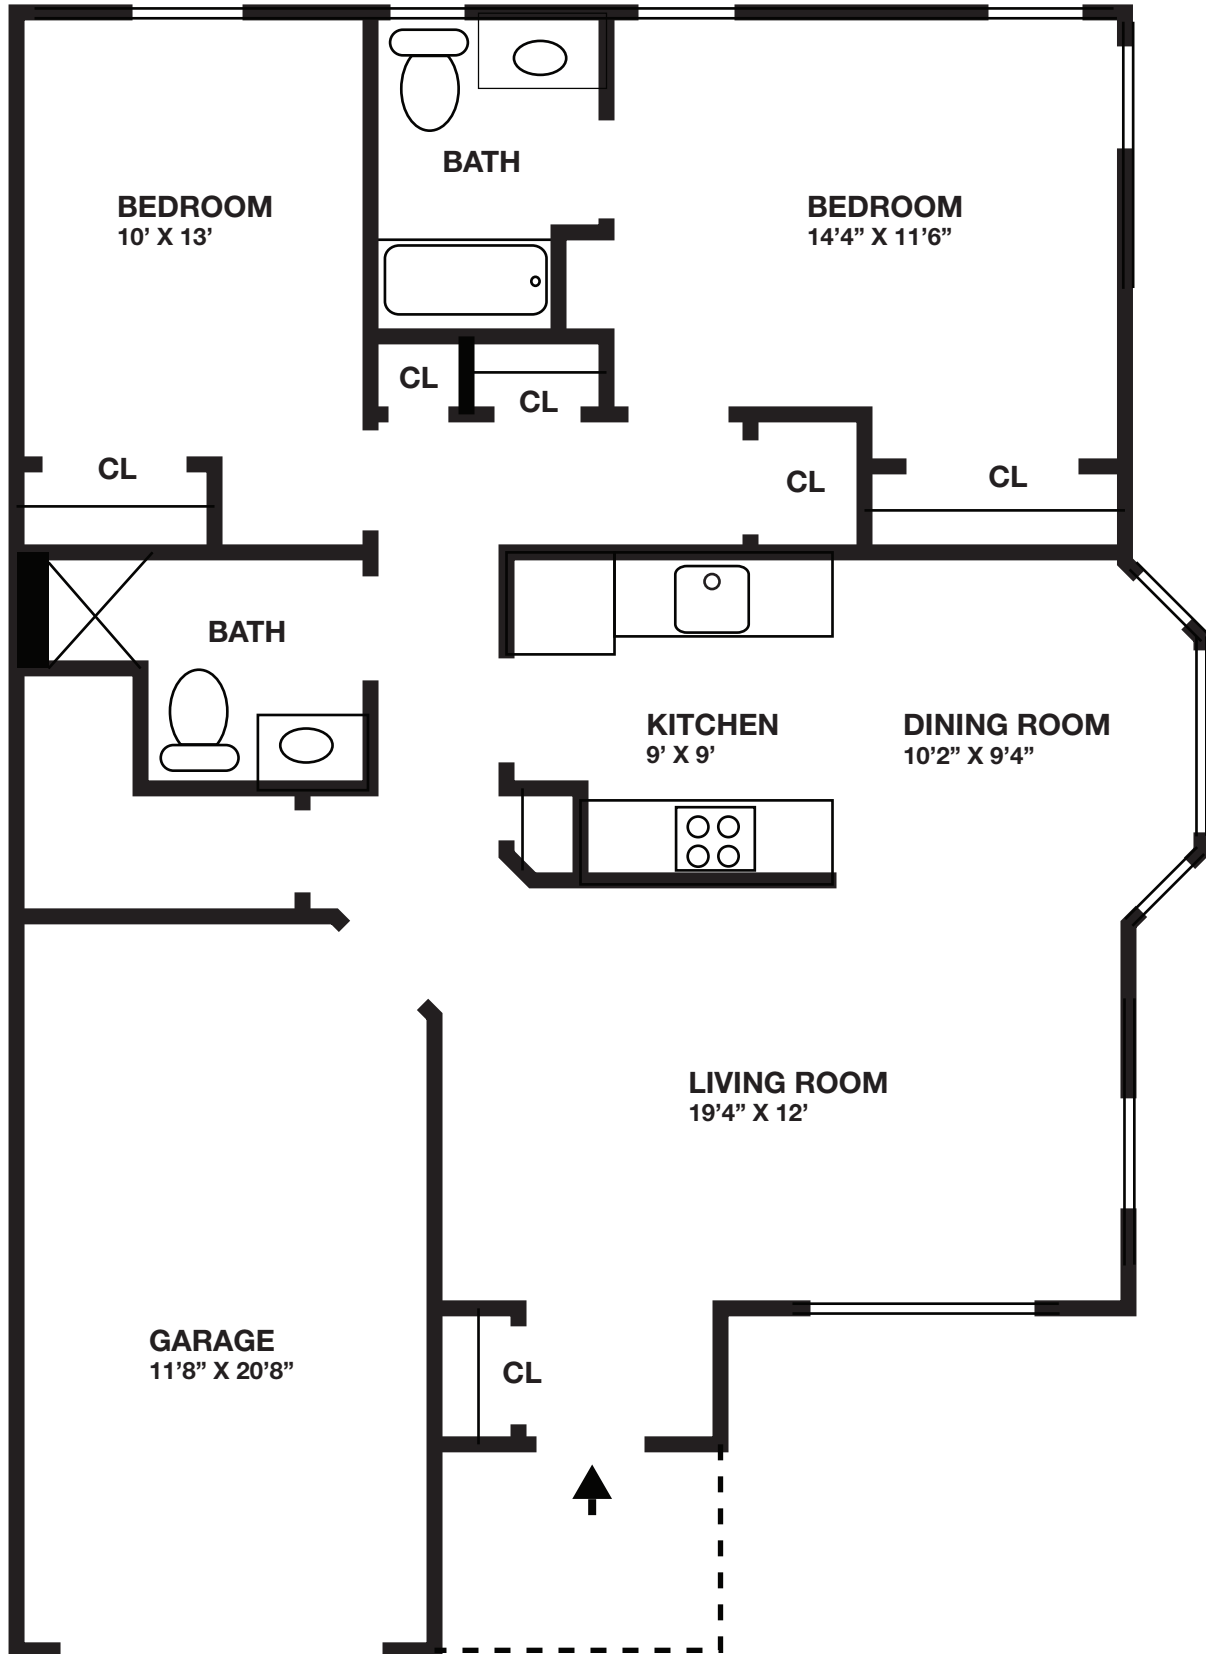 BATH
BEDROOM
10’ X 13’
BEDROOM
14’4” X 11’6”
CL
CL
CL
CL
CL
BATH
KITCHEN
9’ X 9’
DINING ROOM
10’2” X 9’4”
LIVING ROOM
19’4” X 12’
GARAGE
11’8” X 20’8”
CL